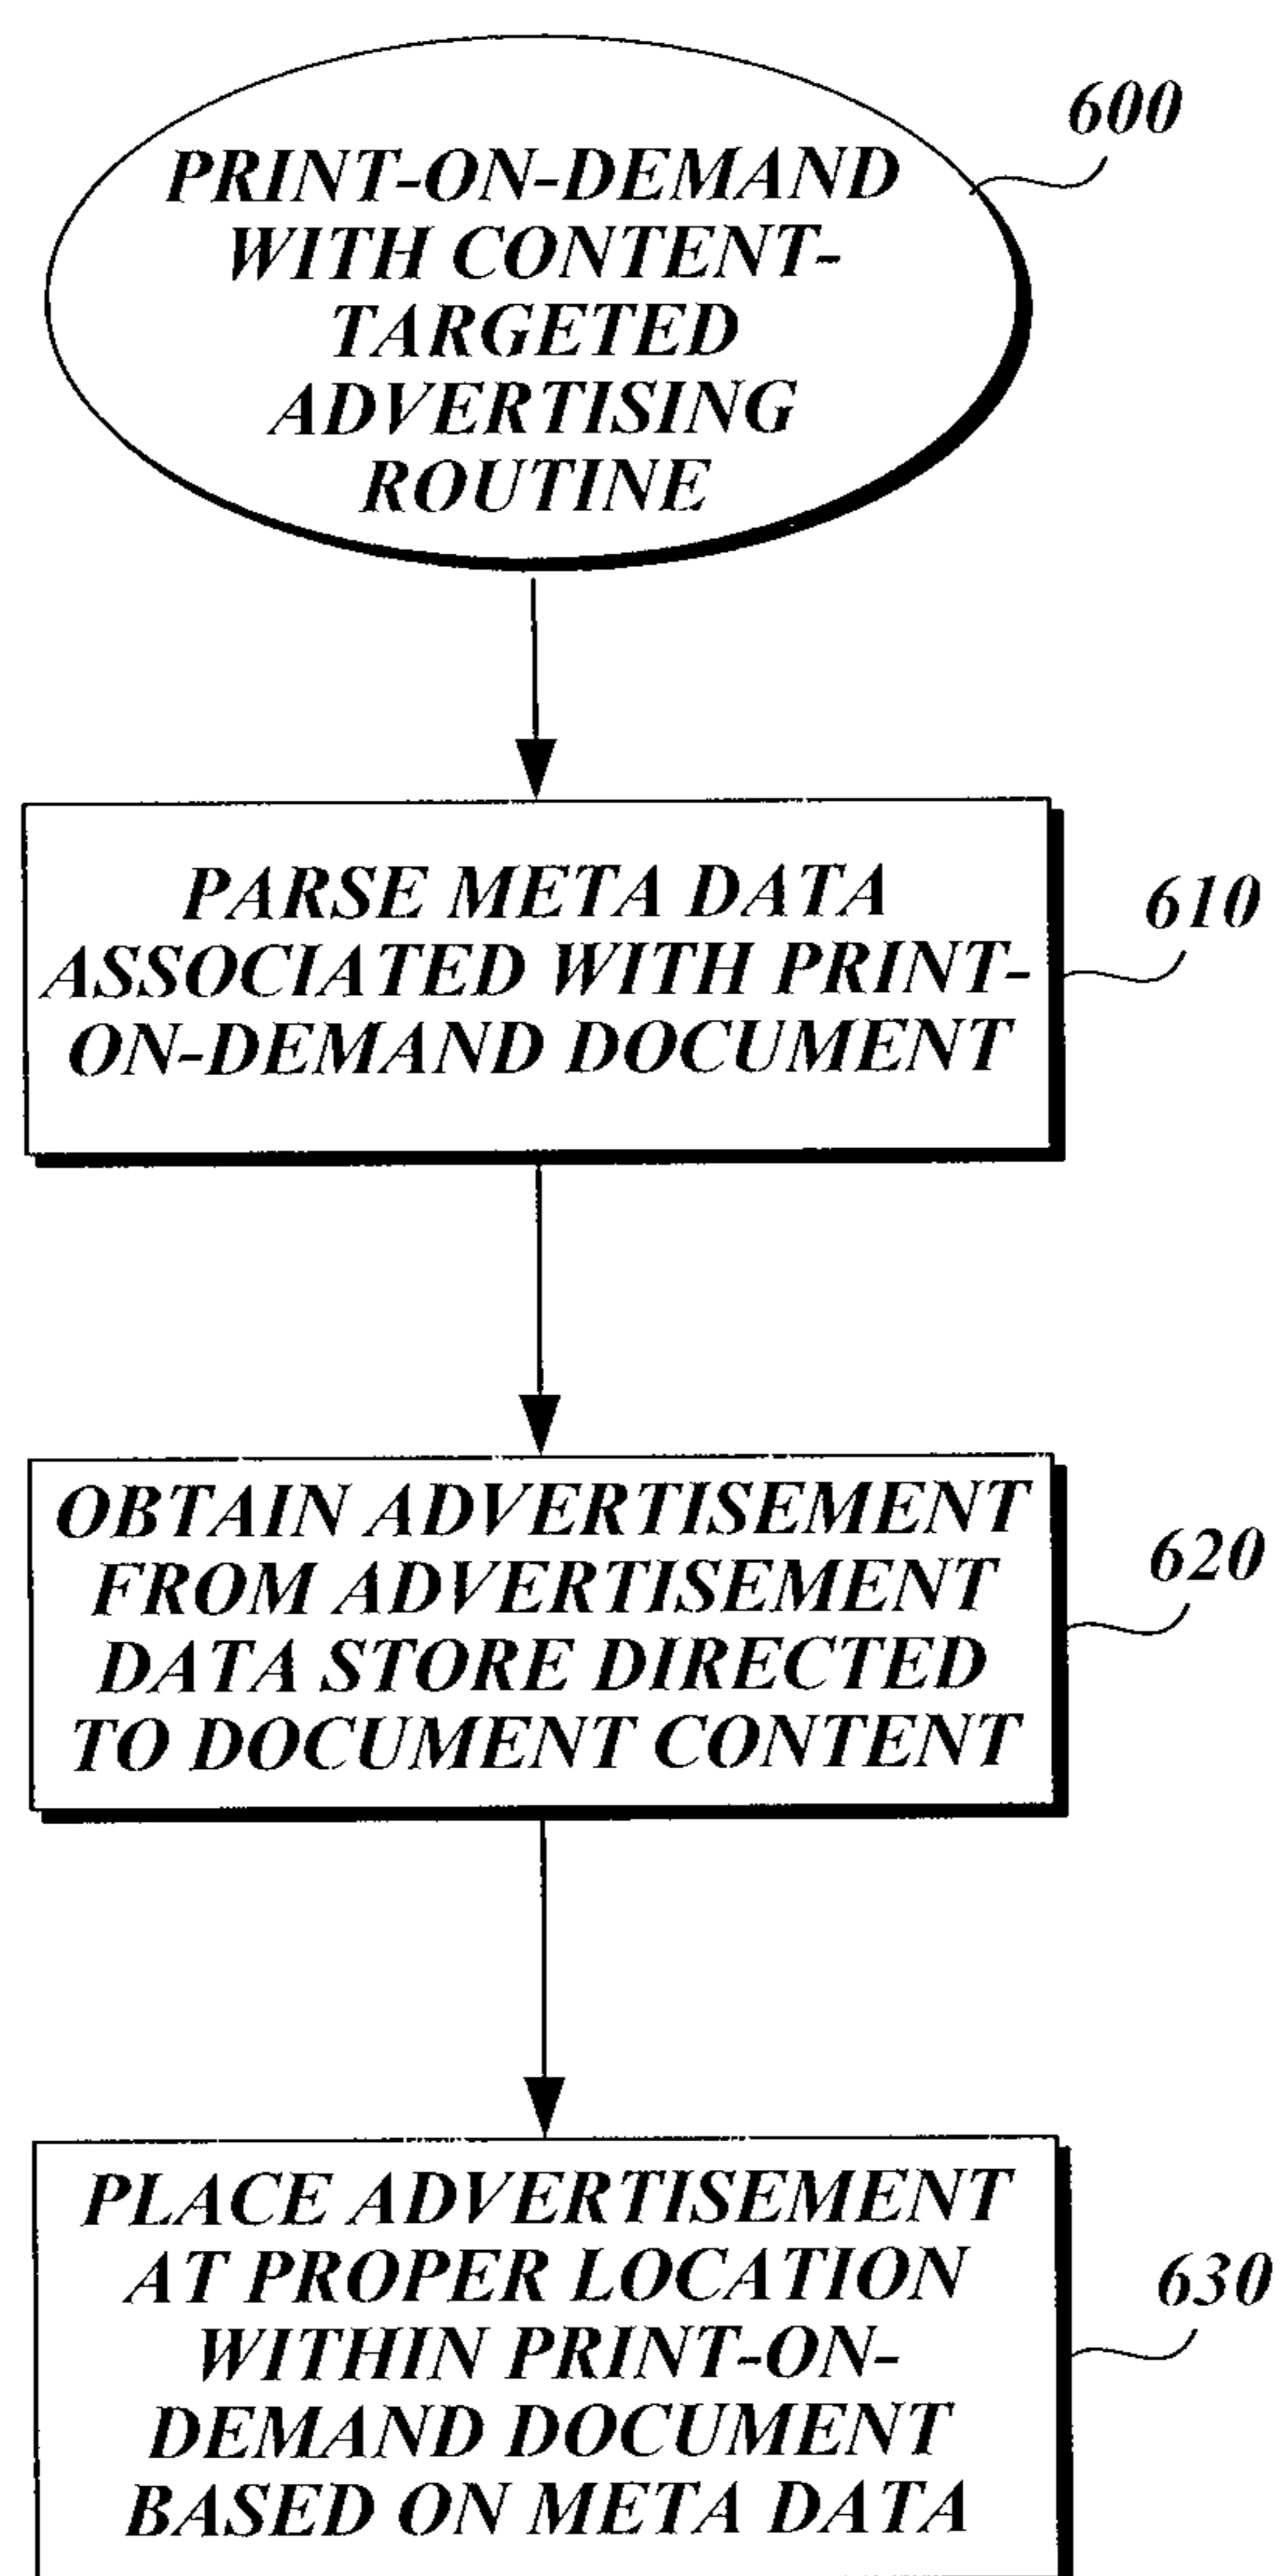 600
PRINT-ON-DEMAND
WITH CONTENT-
TARGETED
ADVERTISING
ROUTINE
PARSE META DATA
ASSOCIATED WITH PRINT-
ON-DEMAND DOCUMENT
610
OBTAIN ADVERTISEMENT
FROM ADVERTISEMENT
DATA STORE DIRECTED
TO DOCUMENT CONTENT
620
PLACE ADVERTISEMENT
AT PROPER LOCATION
WITHIN PRINT-ON-
DEMAND DOCUMENT
BASED ON META DATA
630